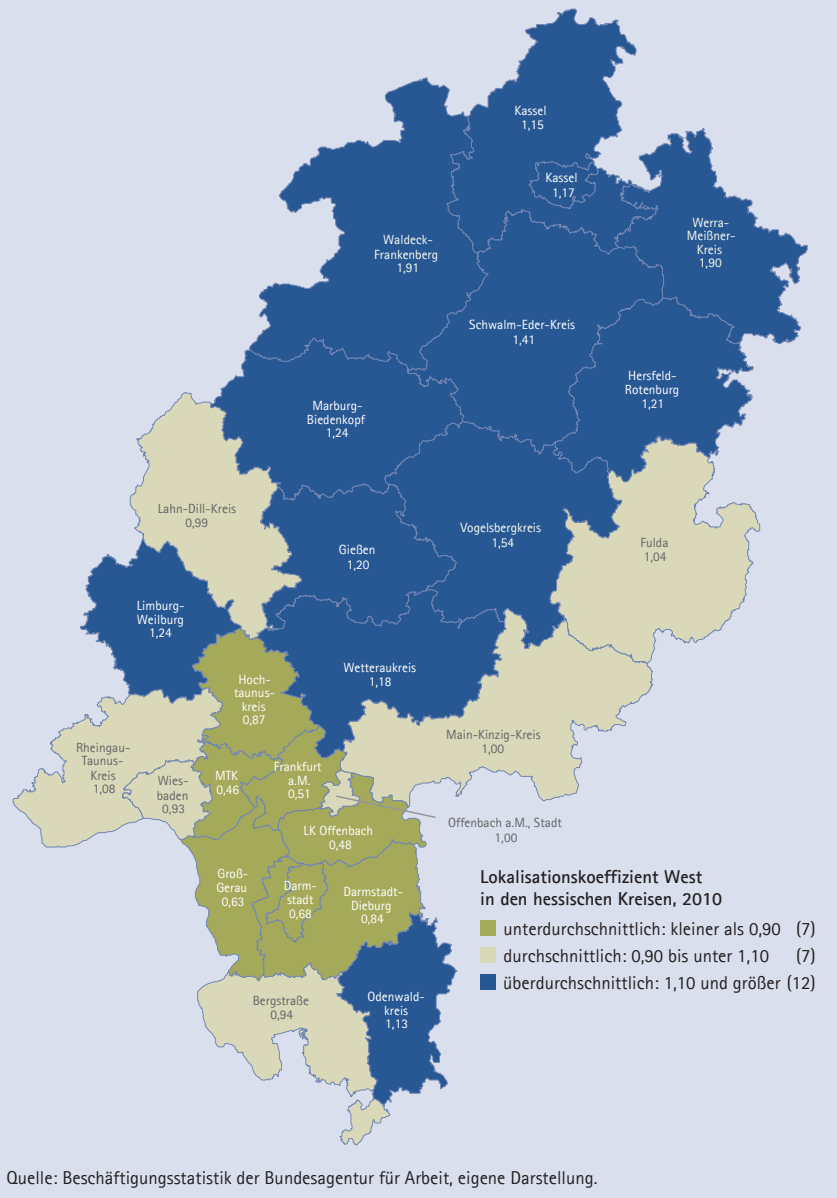 Kassel
1,15
Kassel
1,17
Werra-
Meißner-
Kreis
1,90
Waldeck-
Frankenberg
1,91
Schwalm-Eder-Kreis
1,41
Hersfeld-
Rotenburg
1,21
Marburg-
Biedenkopf
1,24
Lahn-Dill-Kreis
0,99
Vogelsbergkreis
1,54
Gießen
1,20
Fulda
1,04
Limburg-
Weilburg
1,24
Wetteraukreis
1,18
Hoch-
taunus-
kreis
0,87
Main-Kinzig-Kreis
1,00
Rheingau-
Taunus-
Kreis
1,08
Wies-
baden
0,93
MTK
0,46
Frankfurt
a.M.
0,51
Offenbach a.M., Stadt
1,00
LK Offenbach
0,48
Groß-
Gerau
0,63
Darm-
stadt
0,68
Darmstadt-
Dieburg
0,84
Lokalisationskoeffizient West
in den hessischen Kreisen, 2010
unterdurchschnittlich: kleiner als 0,90 (7)
durchschnittlich: 0,90 bis unter 1,10 (7)
überdurchschnittlich: 1,10 und größer (12)
Bergstraße
0,94
Odenwald-
kreis
1,13
Quelle: Beschäftigungsstatistik der Bundesagentur für Arbeit, eigene Darstellung.